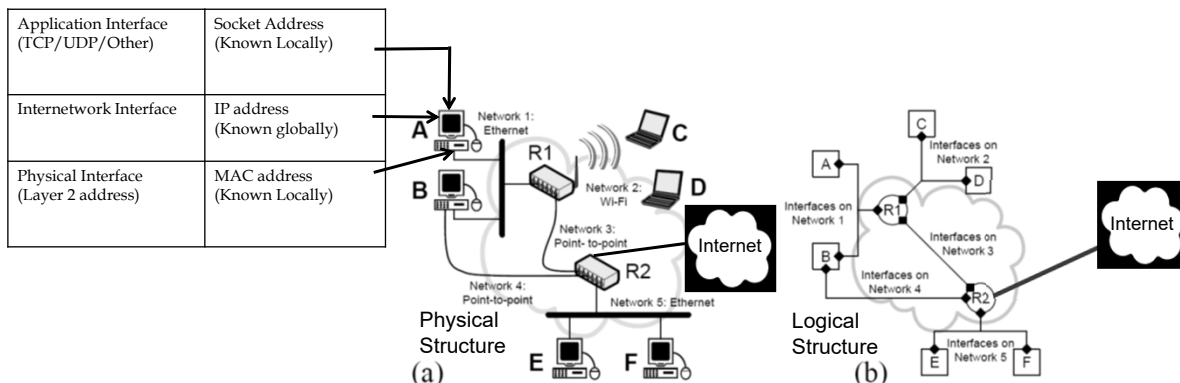 Application Interface
(TCP/UDP/Other)
Socket Address
(Known Locally)
Internetwork Interface
IP address
(Known globally)
Physical Interface
(Layer 2 address)
MAC address
(Known Locally)
A
Network 1:
Ethernet
B
R1
C
Network 2:
Wi-Fi
D
Network 3:
Point- to-point
Internet
R2
Network 4:
Point-to-point
Network 5: Ethernet
Physical
Structure
E
F
(a)
C
A
Interfaces on
Network 2
D
Interfaces on
Network 1
R1
B
Interfaces on
Network 3
Interfaces on
Network 4
R2
Internet
Logical
Structure
Interfaces on
Network 5
E
F
(b)